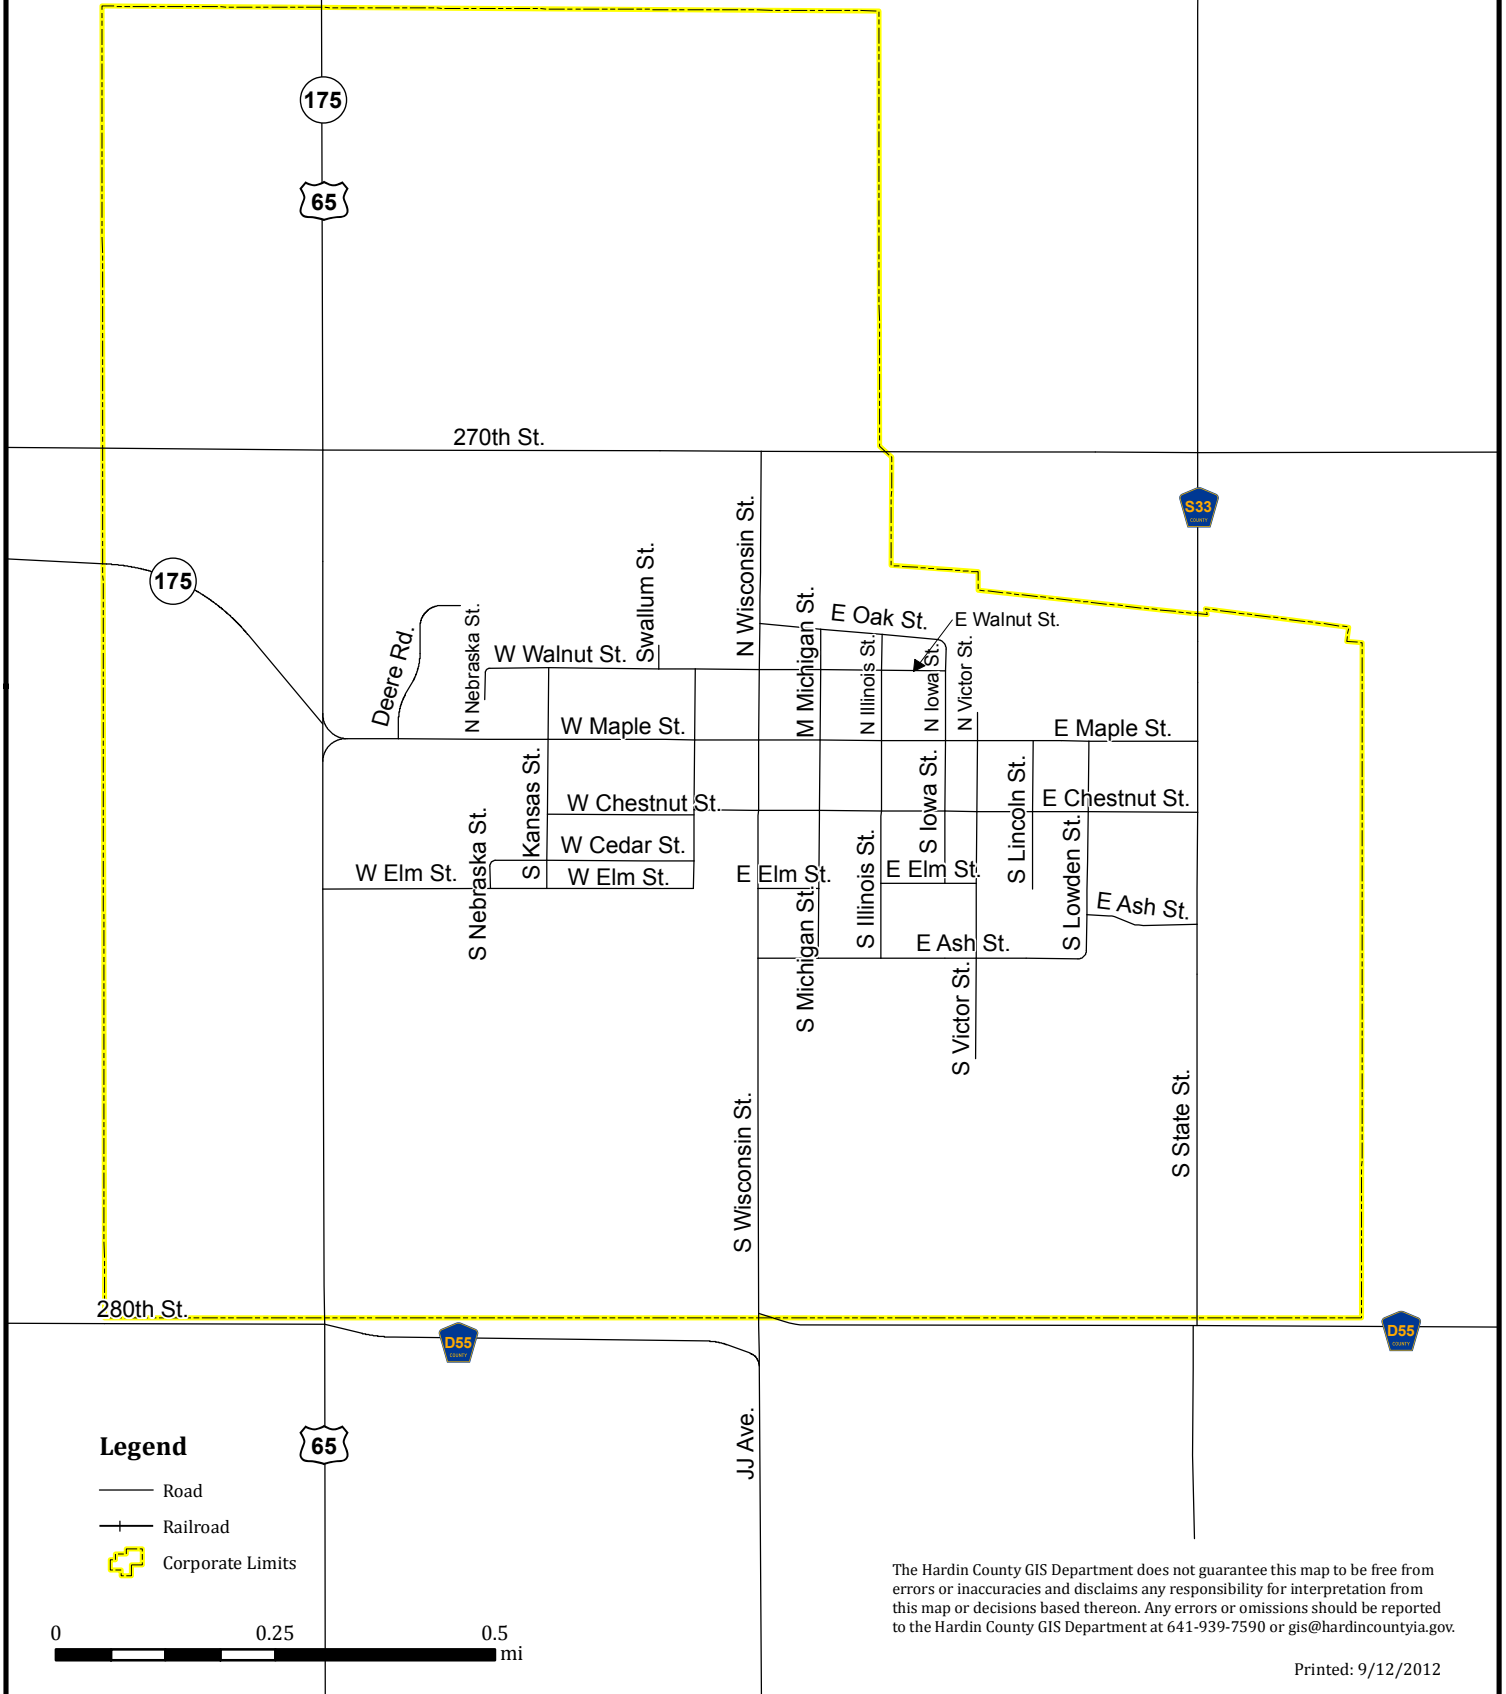 175
65
270th St.
S33
COUNTY
175
N Wisconsin St.
Swallum St.
M Michigan St.
E Oak St.
E Walnut St.
Deere Rd.
N Nebraska St.
W Walnut St.
N Illinois St.
N Iowa St.
N Victor St.
W Maple St.
E Maple St.
S Kansas St.
W Chestnut St.
S Iowa St.
S Lincoln St.
E Chestnut St.
S Nebraska St.
W Cedar St.
W Elm St.
W Elm St.
E Elm St.
S Illinois St.
E Elm St.
S Lowden St.
E Ash St.
S Michigan St.
E Ash St.
S Victor St.
S Wisconsin St.
S State St.
280th St.
D55
COUNTY
D55
COUNTY
JJ Ave.
65
Legend
Road
Railroad
Corporate Limits
The Hardin County GIS Department does not guarantee this map to be free from
errors or inaccuracies and disclaims any responsibility for interpretation from
this map or decisions based thereon. Any errors or omissions should be reported
to the Hardin County GIS Department at 641-939-7590 or gis@hardincountyia.gov.
0 0.25 0.5
mi
Printed: 9/12/2012